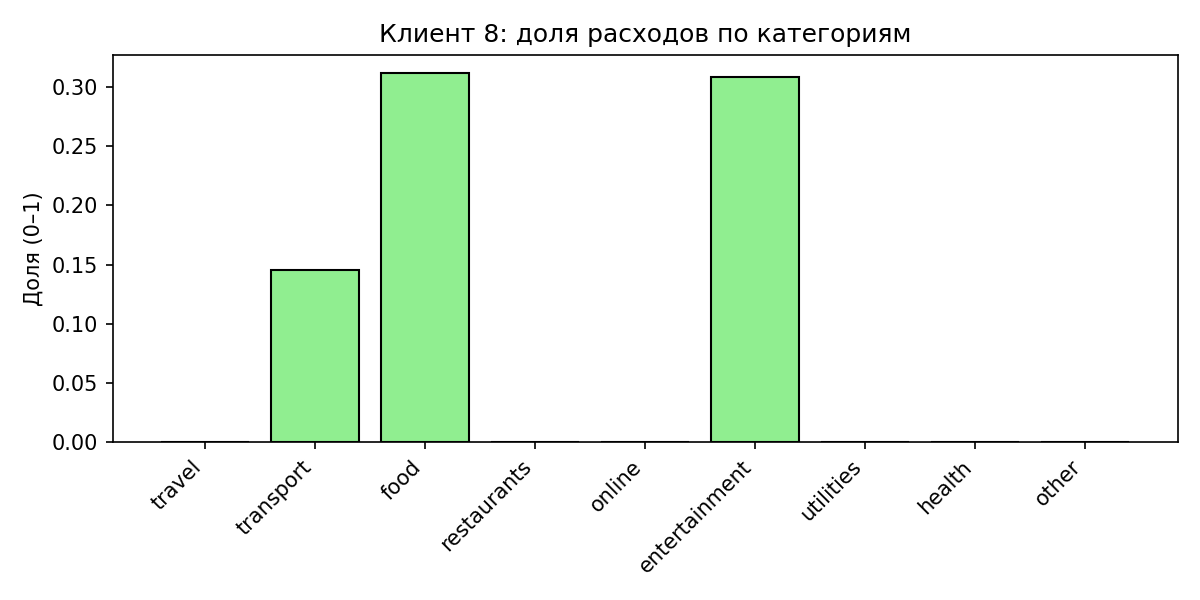 Клиент 8: доля расходов по категориям
Доля (0–1)
0.30
0.25
0.20
0.15
0.10
0.05
0.00
travel
transport
food
restaurants
online
entertainment
utilities
health
other